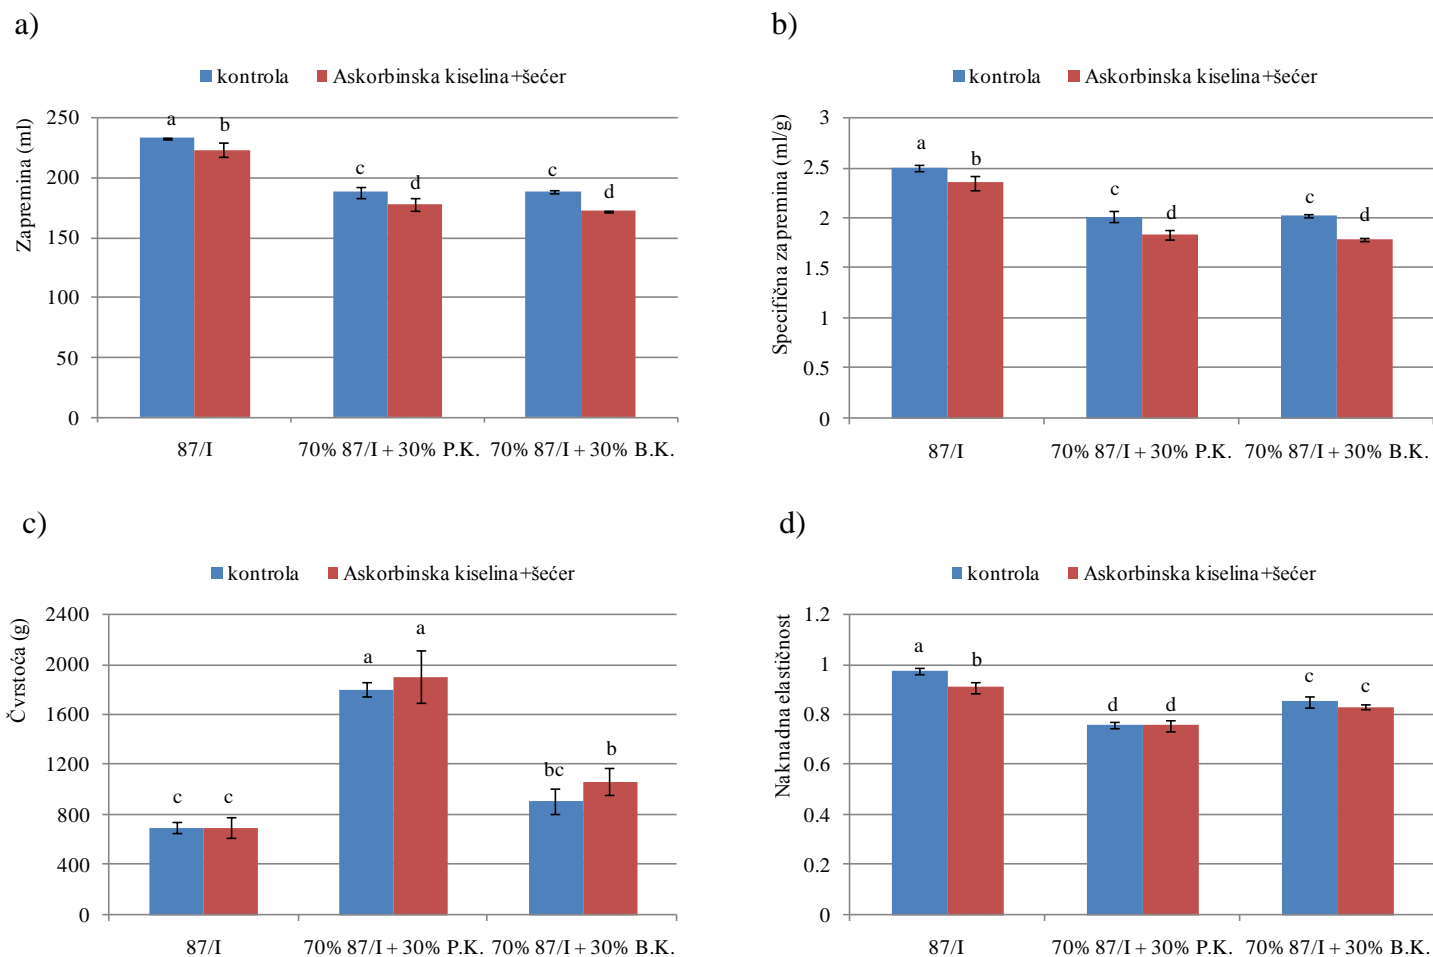 a)
kontrola Askorbinska kiselina+šećer
Zapremina (ml)
250
200
150
100
50
0
a b c d c d
87/I 70% 87/I + 30% P.K. 70% 87/I + 30% B.K.
b)
kontrola Askorbinska kiselina+šećer
Specifična zapremina (ml/g)
3
2.5
2
1.5
1
0.5
0
a b c d c d
87/I 70% 87/I + 30% P.K. 70% 87/I + 30% B.K.
c)
kontrola Askorbinska kiselina+šećer
Čvrstoća (g)
2400
2000
1600
1200
800
400
0
c c a a bc b
87/I 70% 87/I + 30% P.K. 70% 87/I + 30% B.K.
d)
kontrola Askorbinska kiselina+šećer
Naknadna elastičnost
1.2
1
0.8
0.6
0.4
0.2
0
a b d d c c
87/I 70% 87/I + 30% P.K. 70% 87/I + 30% B.K.